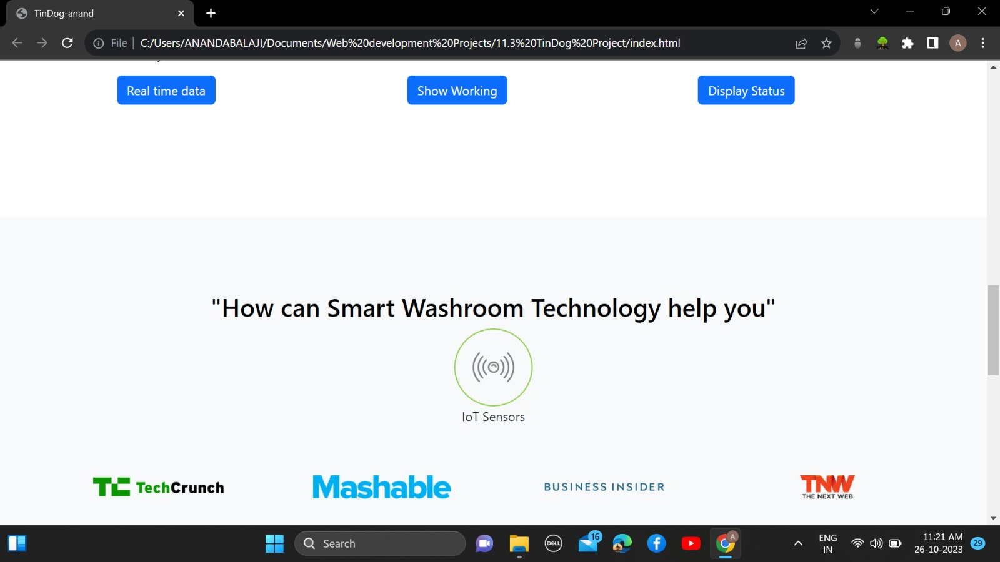 TinDog-anand
File
C:/Users/ANANDABALAJI/Documents/Web%20development%20Projects/11.3%20TinDog%20Project/index.html
A
Real time data
Show Working
Display Status
"How can Smart Washroom Technology help you"
IoT Sensors
TC TechCrunch
Mashable
BUSINESS INSIDER
TNW
THE NEXT WEB
Search
DELL
16
A
ENG
IN
11:21 AM
26-10-2023
29